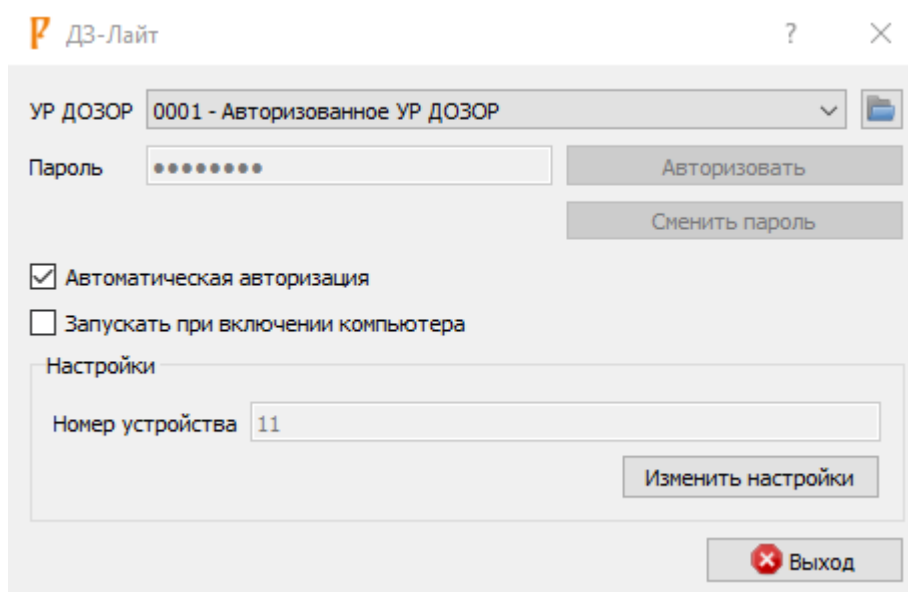 ДЗ-Лайт
УР ДОЗОР 0001 - Авторизованное УР ДОЗОР
Пароль ●●●●●●●● Авторизовать
Сменить пароль
Автоматическая авторизация
Запускать при включении компьютера
Настройки
Номер устройства 11
Изменить настройки
Выход